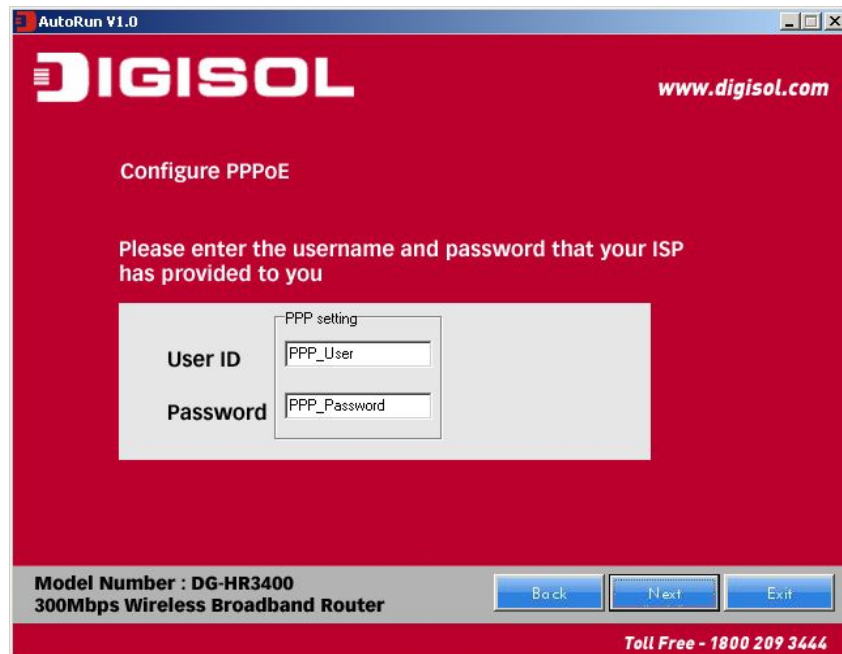 AutoRun V1.0
DIGISOL
www.digisol.com
Configure PPPoE
Please enter the username and password that your ISP
has provided to you
PPP setting
User ID PPP_User
Password PPP_Password
Model Number : DG-HR3400
300Mbps Wireless Broadband Router
Back Next Exit
Toll Free - 1800 209 3444